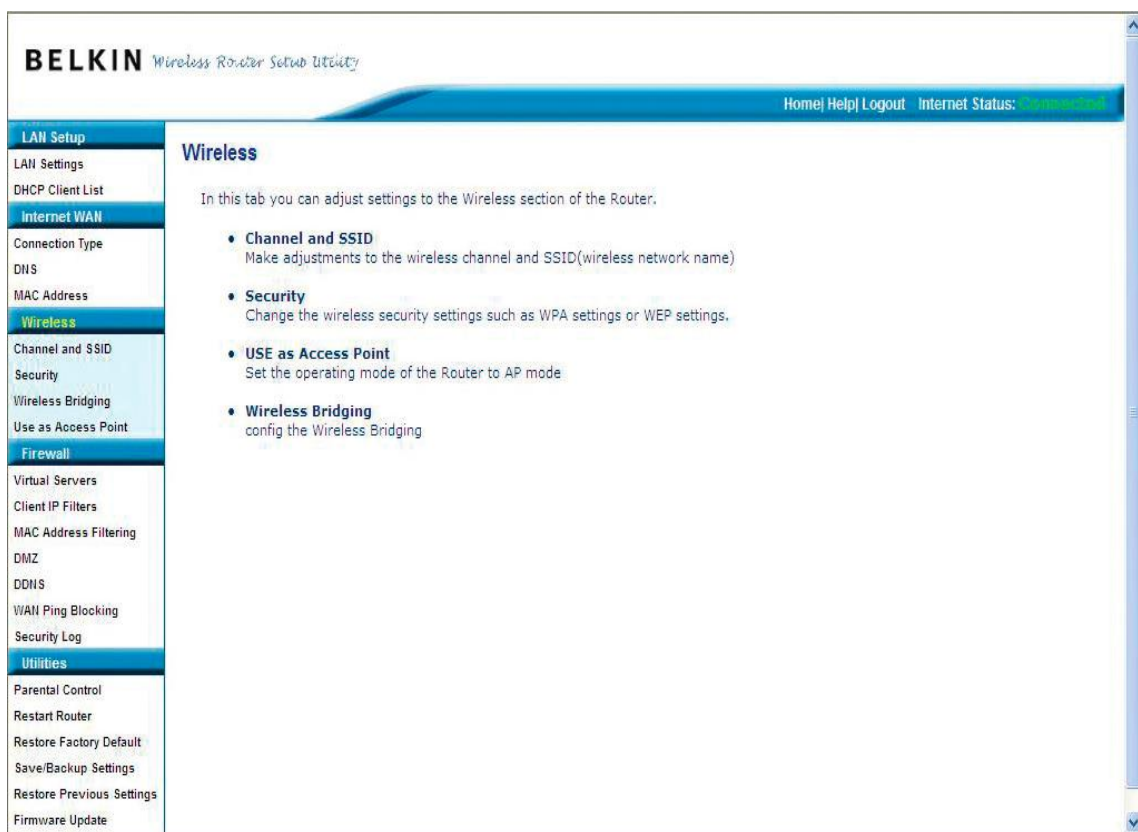 BELKIN Wireless Router Setup Utility
Home| Help| Logout Internet Status: Connected
LAN Setup
LAN Settings
DHCP Client List
Internet WAN
Connection Type
DNS
MAC Address
Wireless
Channel and SSID
Security
Wireless Bridging
Use as Access Point
Firewall
Virtual Servers
Client IP Filters
MAC Address Filtering
DMZ
DDNS
WAN Ping Blocking
Security Log
Utilities
Parental Control
Restart Router
Restore Factory Default
Save/Backup Settings
Restore Previous Settings
Firmware Update
Wireless
In this tab you can adjust settings to the Wireless section of the Router.
• Channel and SSID
Make adjustments to the wireless channel and SSID(wireless network name)
• Security
Change the wireless security settings such as WPA settings or WEP settings.
• USE as Access Point
Set the operating mode of the Router to AP mode
• Wireless Bridging
config the Wireless Bridging